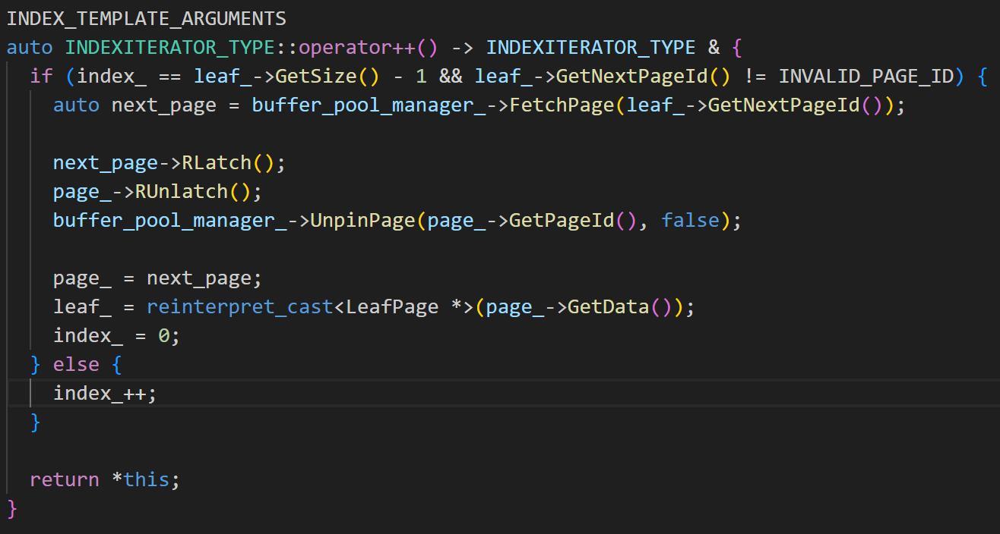 INDEX_TEMPLATE_ARGUMENTS
auto INDEXITERATOR_TYPE::operator++() -> INDEXITERATOR_TYPE & {
  if (index_ == leaf_->GetSize() - 1 && leaf_->GetNextPageId() != INVALID_PAGE_ID) {
    auto next_page = buffer_pool_manager_->FetchPage(leaf_->GetNextPageId());

    next_page->RLatch();
    page_->RUnlatch();
    buffer_pool_manager_->UnpinPage(page_->GetPageId(), false);

    page_ = next_page;
    leaf_ = reinterpret_cast<LeafPage *>(page_->GetData());
    index_ = 0;
  } else {
    index_++;
  }

  return *this;
}